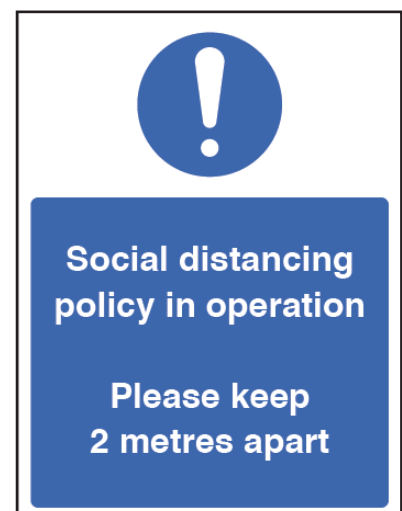 Social distancing
policy in operation
Please keep
2 metres apart